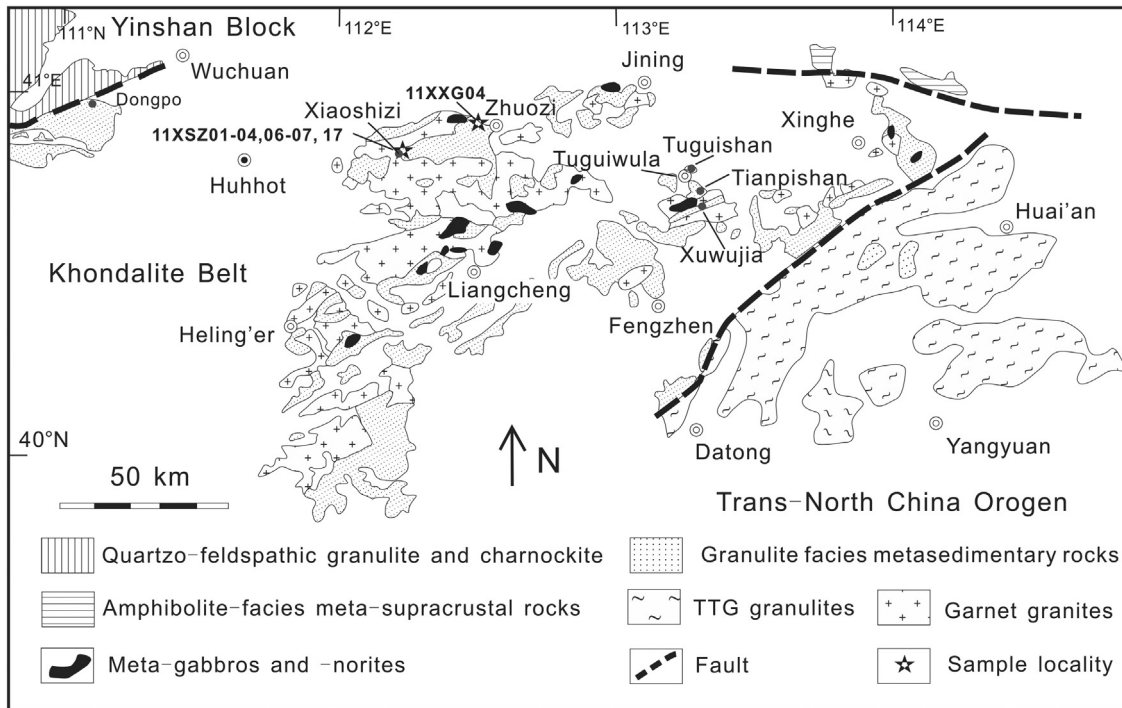 111°N
Yinshan Block
112°E
113°E
114°E
Wuchuan
Jining
41°E
Dongpo
11XXG04
Xiaoshizi
Zhuozi
Xinghe
11XSZ01-04,06-07, 17
Tuguishan
Tuguiwula
Tianpishan
Huhhot
Huai'an
Xuwujia
Khondalite Belt
Liangcheng
Fengzhen
Heling'er
40°N
N
Datong
Yangyuan
50 km
Trans-North China Orogen
Quartzo-feldspathic granulite and charnockite
Granulite facies metasedimentary rocks
Amphibolite-facies meta-supracrustal rocks
TTG granulites
Garnet granites
Meta-gabbros and -norites
Fault
Sample locality